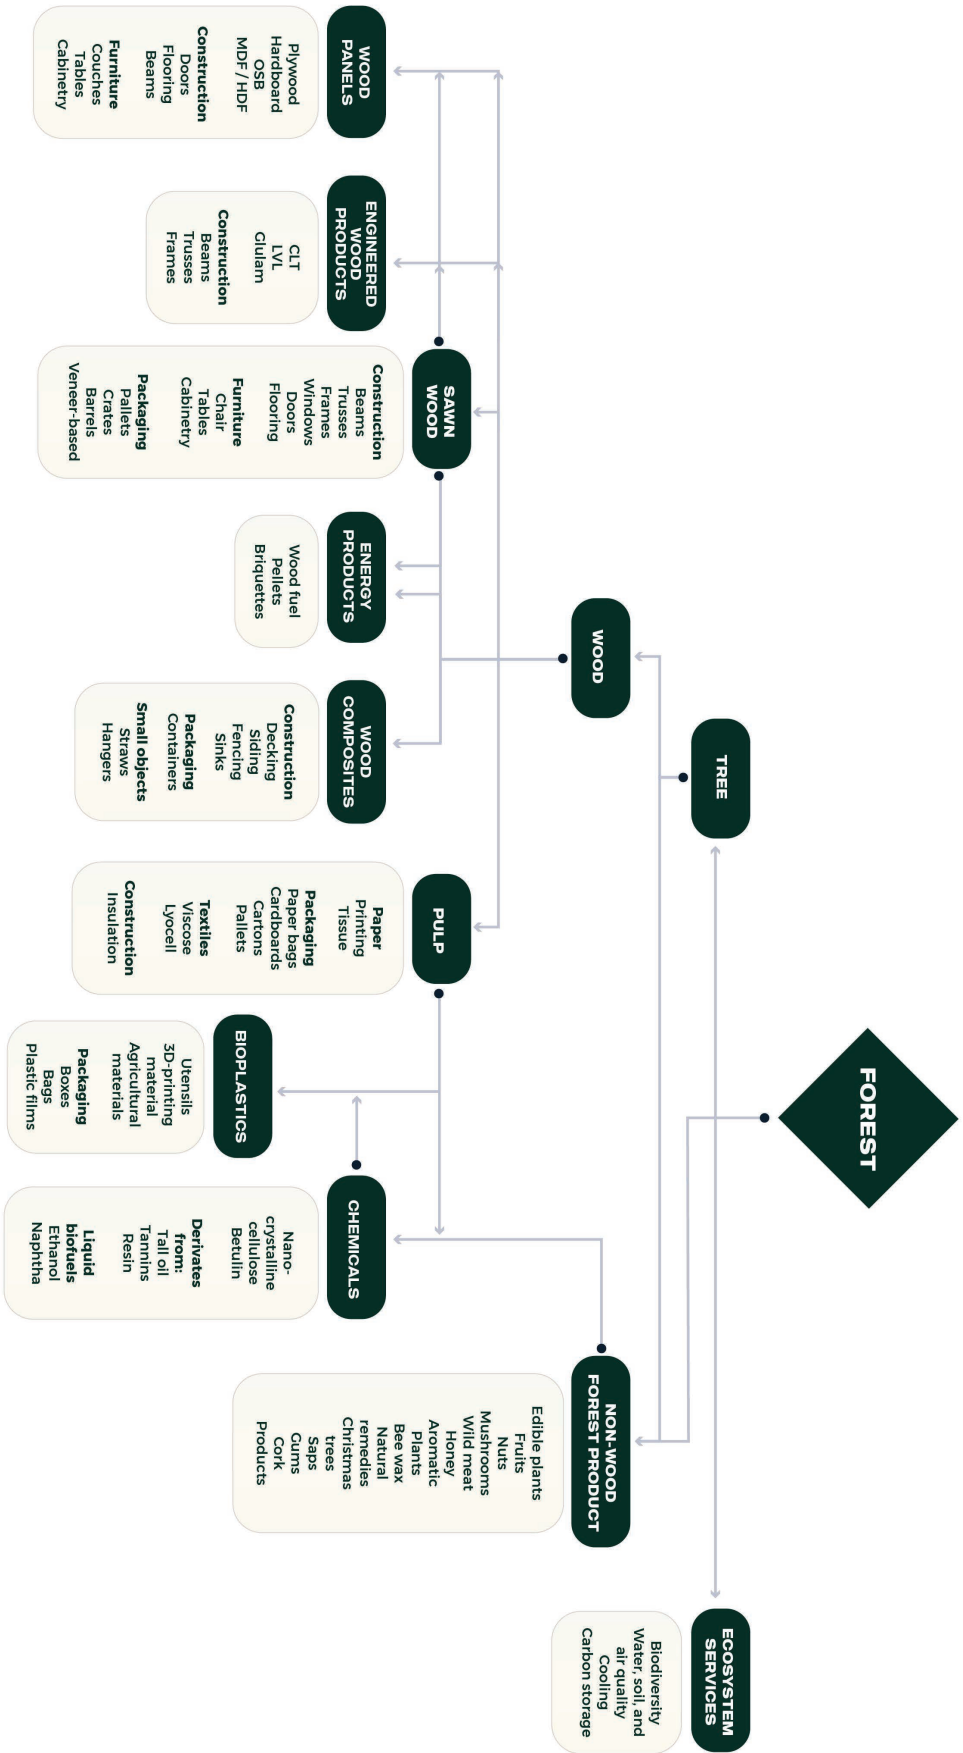 FOREST
TREE
ECOSYSTEM
SERVICES
Biodiversity
Water, soil, and
air quality
Cooling
Carbon storage
WOOD
NON-WOOD
FOREST PRODUCT
Edible plants
Fruits
Nuts
Mushrooms
Wild meat
Honey
Aromatic
Plants
Bee wax
Natural
remedies
Christmas
trees
Saps
Gums
Cork
Products
WOOD
PANELS
Plywood
Hardboard
OSB
MDF / HDF
Construction
Doors
Flooring
Beams
Furniture
Couches
Tables
Cabinetry
ENGINEERED
WOOD
PRODUCTS
CLT
LVL
Glulam
Construction
Beams
Trusses
Frames
SAWN
WOOD
Construction
Beams
Trusses
Frames
Windows
Doors
Flooring
Furniture
Chair
Tables
Cabinetry
Packaging
Pallets
Crates
Barrels
Veneer-based
ENERGY
PRODUCTS
Wood fuel
Pellets
Briquettes
WOOD
COMPOSITES
Construction
Decking
Siding
Fencing
Sinks
Packaging
Containers
Small objects
Straws
Hangers
PULP
Paper
Printing
Tissue
Packaging
Paper bags
Cardboards
Cartons
Pallets
Textiles
Viscose
Lyocell
Construction
Insulation
BIOPLASTICS
Utensils
3D-printing
material
Agricultural
materials
Packaging
Boxes
Bags
Plastic films
CHEMICALS
Nano-
crystalline
cellulose
Betulin
Derivates
from:
Tall oil
Tannins
Resin
Liquid
biofuels
Ethanol
Naphtha